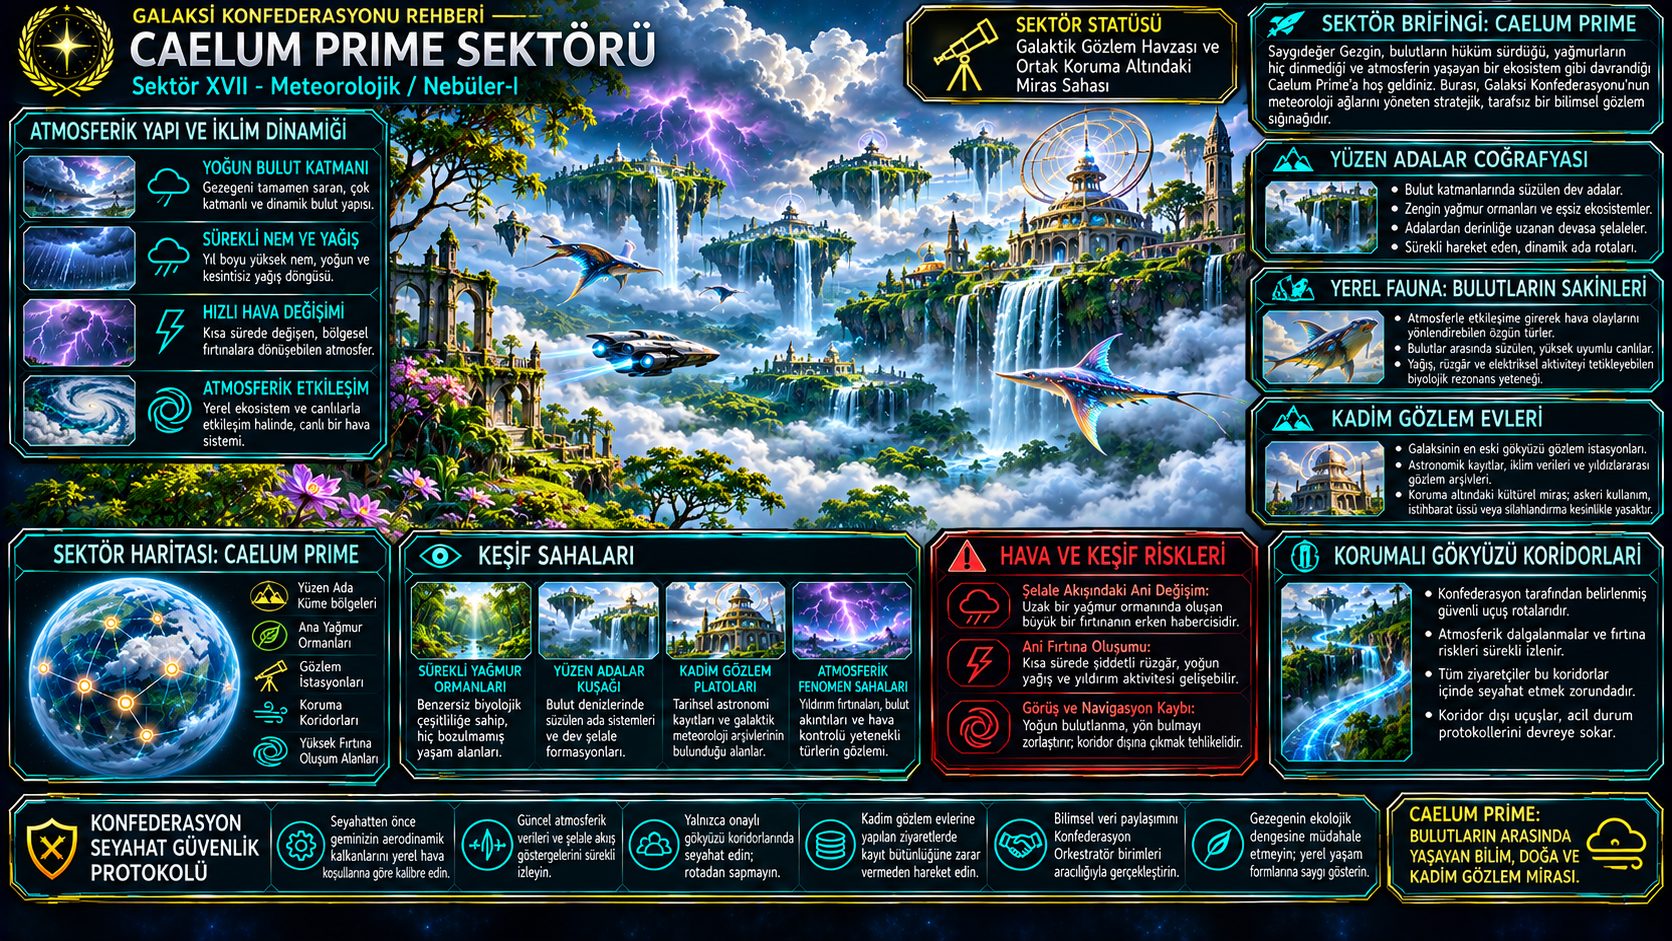 GALAKSİ KONFEDERASYONU REHBERİ
CAELUM PRIME SEKTÖRÜ
Sektör XVII - Meteorolojik / Nebüler-I
SEKTÖR STATÜSÜ
Galaktik Gözlem Havzası ve
Ortak Koruma Altındaki
Miras Sahası
SEKTÖR BRİFİNGİ: CAELUM PRIME
Saygıdeğer Gezgin, bulutların hüküm sürdüğü, yağmurların
hiç dinmediği ve atmosferin yaşayan bir ekosistem gibi davrandığı
Caelum Prime'a hoş geldiniz. Burası, Galaksi Konfederasyonu'nun
meteoroloji ağlarını yöneten stratejik, tarafsız bir bilimsel gözlem
sığınağıdır.
ATMOSFERİK YAPI VE İKLİM DİNAMİĞİ
YOĞUN BULUT KATMANI
Gezegeni tamamen saran, çok
katmanlı ve dinamik bulut yapısı.
SÜREKLİ NEM VE YAĞIŞ
Yıl boyu yüksek nem, yoğun ve
kesintisiz yağış döngüsü.
HIZLI HAVA DEĞİŞİMİ
Kısa sürede değişen, bölgesel
fırtınalara dönüşebilen atmosfer.
ATMOSFERİK ETKİLEŞİM
Yerel ekosistem ve canlılarla
etkileşim halinde, canlı bir hava
sistemi.
YÜZEN ADALAR COĞRAFYASI
• Bulut katmanlarında süzülen dev adalar.
• Zengin yağmur ormanları ve eşsiz ekosistemler.
• Adalardan derinliğe uzanan devasa şelaleler.
• Sürekli hareket eden, dinamik ada rotaları.
YEREL FAUNA: BULUTLARIN SAKİNLERİ
• Atmosferle etkileşime girerek hava olaylarını
yönlendirebilen özgün türler.
• Bulutlar arasında süzülen, yüksek uyumlu canlılar.
• Yağış, rüzgâr ve elektriksel aktiviteyi tetikleyebilen
biyolojik rezonans yeteneği.
KADİM GÖZLEM EVLERİ
• Galaksinin en eski gökyüzü gözlem istasyonları.
• Astronomik kayıtlar, iklim verileri ve yıldızlararası
gözlem arşivleri.
• Koruma altındaki kültürel miras; askeri kullanım,
istihbarat üssü veya silahlandırma kesinlikle yasaktır.
SEKTÖR HARİTASI: CAELUM PRIME
Yüzen Ada
Küme bölgeleri
Ana Yağmur
Ormanları
Gözlem
İstasyonları
Koruma
Koridorları
Yüksek Fırtına
Oluşum Alanları
KEŞİF SAHALARI
SÜREKLİ YAĞMUR
ORMANLARI
Benzersiz biyolojik
çeşitliliğe sahip,
hiç bozulmamış
yaşam alanları.
YÜZEN ADALAR
KUŞAĞI
Bulut denizlerinde
süzülen ada sistemleri
ve dev şelale
formasyonları.
KADİM GÖZLEM
PLATOLARI
Tarihsel astronomi
kayıtları ve galaktik
meteoroloji arşivlerinin
bulunduğu alanlar.
ATMOSFERİK
FENOMEN SAHALARI
Yıldırım fırtınaları, bulut
akıntıları ve hava
kontrolü yetenekli
türlerin gözlemi.
HAVA VE KEŞİF RİSKLERİ
Şelale Akışındaki Ani Değişim:
Uzak bir yağmur ormanında oluşan
büyük bir fırtınanın erken habercisidir.
Ani Fırtına Oluşumu:
Kısa sürede şiddetli rüzgâr, yoğun
yağış ve yıldırım aktivitesi gelişebilir.
Görüş ve Navigasyon Kaybı:
Yoğun bulutlanma, yön bulmayı
zorlaştırır; koridor dışına çıkmak tehlikelidir.
KORUMALI GÖKYÜZÜ KORİDORLARI
• Konfederasyon tarafından belirlenmiş
güvenli uçuş rotalarıdır.
• Atmosferik dalgalanmalar ve fırtına
riskleri sürekli izlenir.
• Tüm ziyaretçiler bu koridorlar
içinde seyahat etmek zorundadır.
• Koridor dışı uçuşlar, acil durum
protokollerini devreye sokar.
KONFEDERASYON
SEYAHAT GÜVENLİK
PROTOKOLÜ
Seyahatten önce
geminizin aerodinamik
kalkanlarını yerel hava
koşullarına göre kalibre edin.
Güncel atmosferik
verileri ve şelale akış
göstergelerini sürekli
izleyin.
Yalnızca onaylı
gökyüzü koridorlarında
seyahat edin;
rotadan sapmayın.
Kadim gözlem evlerine
yapılan ziyaretlerde
kayıt bütünlüğüne zarar
vermeden hareket edin.
Bilimsel veri paylaşımını
Konfederasyon
Orkestratör birimleri
aracılığıyla gerçekleştirin.
Gezegenin ekolojik
dengesine müdahale
etmeyin; yerel yaşam
formlarına saygı gösterin.
CAELUM PRIME:
BULUTLARIN ARASINDA
YAŞAYAN BİLİM, DOĞA VE
KADİM GÖZLEM MİRASI.